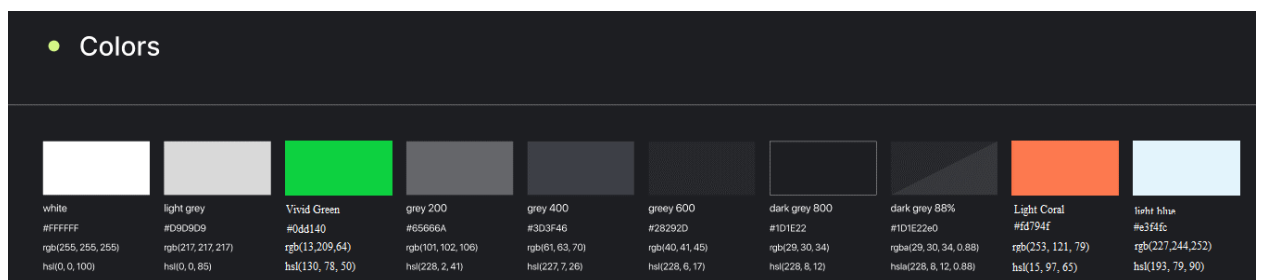 Colors
white
#FFFFFF
rgb(255, 255, 255)
hsl(0, 0, 100)
light grey
#D9D9D9
rgb(217, 217, 217)
hsl(0, 0, 85)
Vivid Green
#0dd140
rgb(13,209,64)
hsl(130, 78, 50)
grey 200
#65666A
rgb(101, 102, 106)
hsl(228, 2, 41)
grey 400
#3D3F46
rgb(61, 63, 70)
hsl(227, 7, 26)
greey 600
#28292D
rgb(40, 41, 45)
hsl(228, 6, 17)
dark grey 800
#1D1E22
rgb(29, 30, 34)
hsl(228, 8, 12)
dark grey 88%
#1D1E22e0
rgba(29, 30, 34, 0.88)
hsla(228, 8, 12, 0.88)
Light Coral
#fd794f
rgb(253, 121, 79)
hsl(15, 97, 65)
light blue
#e3f4fc
rgb(227,244,252)
hsl(193, 79, 90)